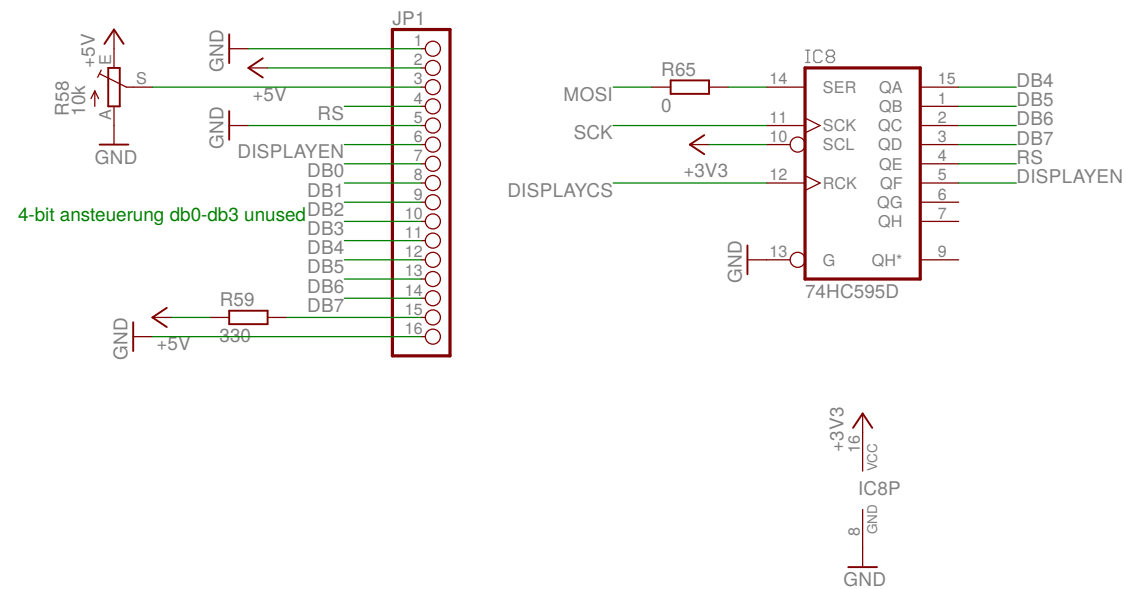 JP1
GND
1
2
+5V
3
+5V
E
S
R58
10k
A
GND
4
RS
GND
5
6
DISPLAYEN
7
DB0
8
DB1
9
DB2
4-bit ansteuerung db0-db3 unused
10
DB3
11
DB4
12
DB5
13
DB6
14
DB7
15
R59
330
+5V
16
GND
IC8
R65
0
MOSI
14
SER
QA
15
DB4
QB
1
DB5
SCK
11
SCK
QC
2
DB6
+3V3
10
SCL
QD
3
DB7
QE
4
RS
DISPLAYCS
12
RCK
QF
5
DISPLAYEN
QG
6
QH
7
GND
13
G
QH*
9
74HC595D
+3V3
16
VCC
IC8P
8
GND
GND